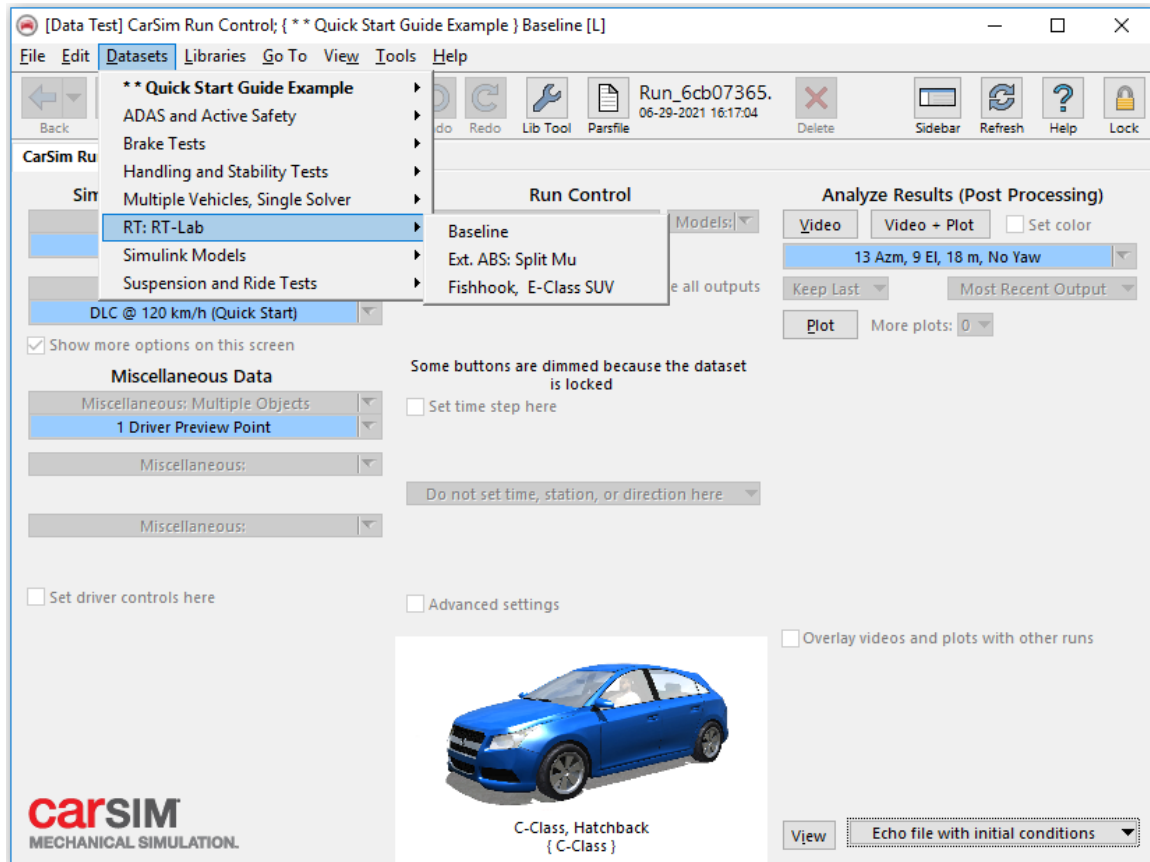 [Data Test] CarSim Run Control; { * * Quick Start Guide Example } Baseline [L]
File Edit Datasets Libraries Go To View Tools Help
* * Quick Start Guide Example
ADAS and Active Safety
Brake Tests
Handling and Stability Tests
Multiple Vehicles, Single Solver
RT: RT-Lab
Simulink Models
Suspension and Ride Tests
Baseline
Ext. ABS: Split Mu
Fishhook, E-Class SUV
Back
Redo
Lib Tool
Parsfile
Run_6cb07365.
06-29-2021 16:17:04
Delete
Sidebar
Refresh
Help
Lock
CarSim Ru
Sim
DLC @ 120 km/h (Quick Start)
Show more options on this screen
Miscellaneous Data
Miscellaneous: Multiple Objects
1 Driver Preview Point
Miscellaneous:
Miscellaneous:
Set driver controls here
Run Control
Models:
e all outputs
Some buttons are dimmed because the dataset
is locked
Set time step here
Do not set time, station, or direction here
Advanced settings
C-Class, Hatchback
{ C-Class }
Analyze Results (Post Processing)
Video Video + Plot Set color
13 Azm, 9 El, 18 m, No Yaw
Keep Last Most Recent Output
Plot More plots: 0
Overlay videos and plots with other runs
View Echo file with initial conditions
carSIM
MECHANICAL SIMULATION.